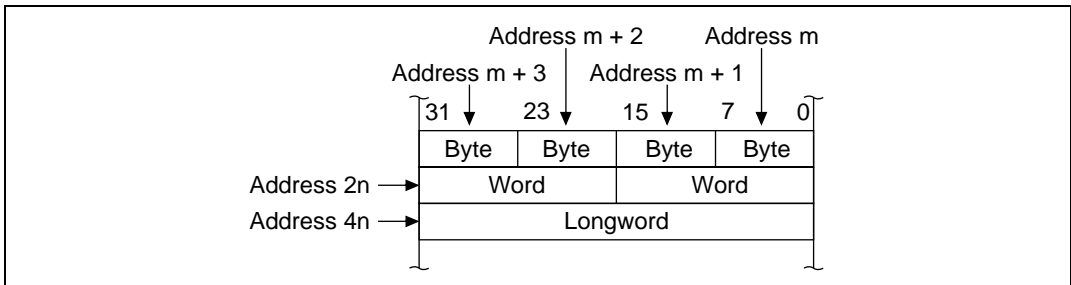 Address m + 2 Address m
Address m + 3 Address m + 1
31 23 15 7 0
Byte Byte Byte Byte
Address 2n Word Word
Address 4n Longword